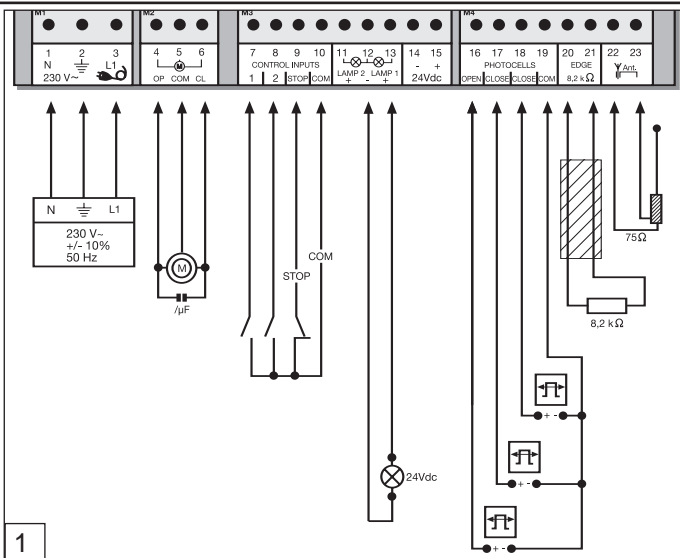 M1 M2 M3 M4
1 2 3 4 5 6 7 8 9 10 11 12 13 14 15 16 17 18 19 20 21 22 23
N L1 M CONTROL INPUTS - + PHOTOCELLS EDGE Ant.
230 V~ OP COM CL 1 2 STOP COM LAMP 2 LAMP 1 24Vdc OPEN CLOSE CLOSE COM 8,2 kΩ
+ - +
N L1
230 V~
+/- 10%
50 Hz
M
/µF
COM
STOP
75Ω
8,2 kΩ
+ -
+ -
+ -
24Vdc
1